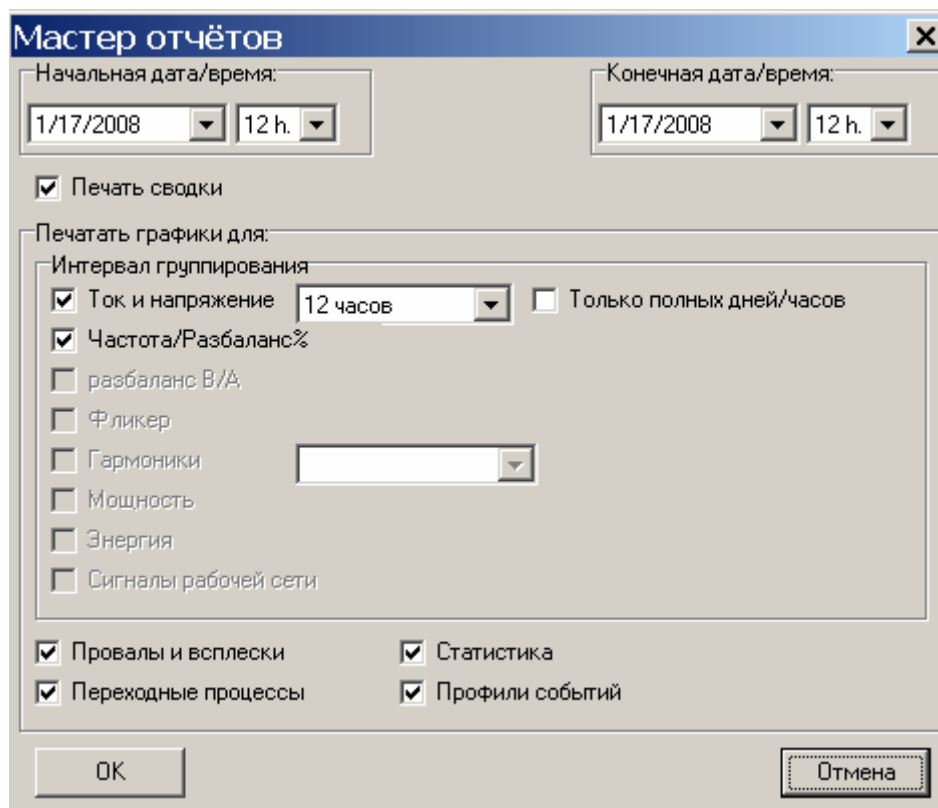 Мастер отчётов
Начальная дата/время: Конечная дата/время:
1/17/2008 12 h. 1/17/2008 12 h.
Печать сводки
Печатать графики для:
Интервал группирования
Ток и напряжение 12 часов Только полных дней/часов
Частота/Разбаланс%
разбаланс В/А
Фликер
Гармоники
Мощность
Энергия
Сигналы рабочей сети
Провалы и всплески Статистика
Переходные процессы Профили событий
OK Отмена